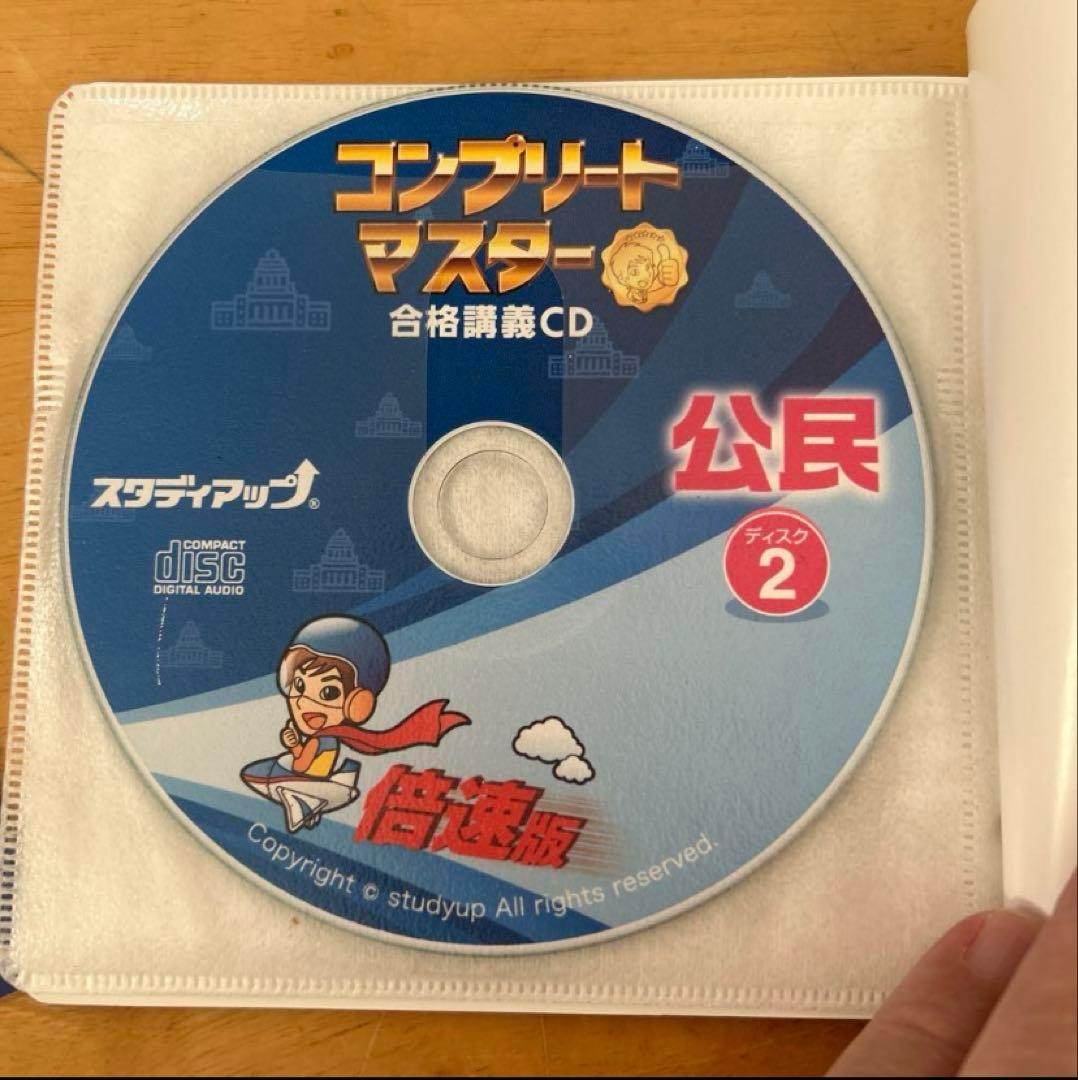 コンプリート
マスター
合格講義CD
公民
スタディアップ®
ディスク
2
COMPACT
disc
DIGITAL AUDIO
倍速版
Copyright © studyup All rights reserved.